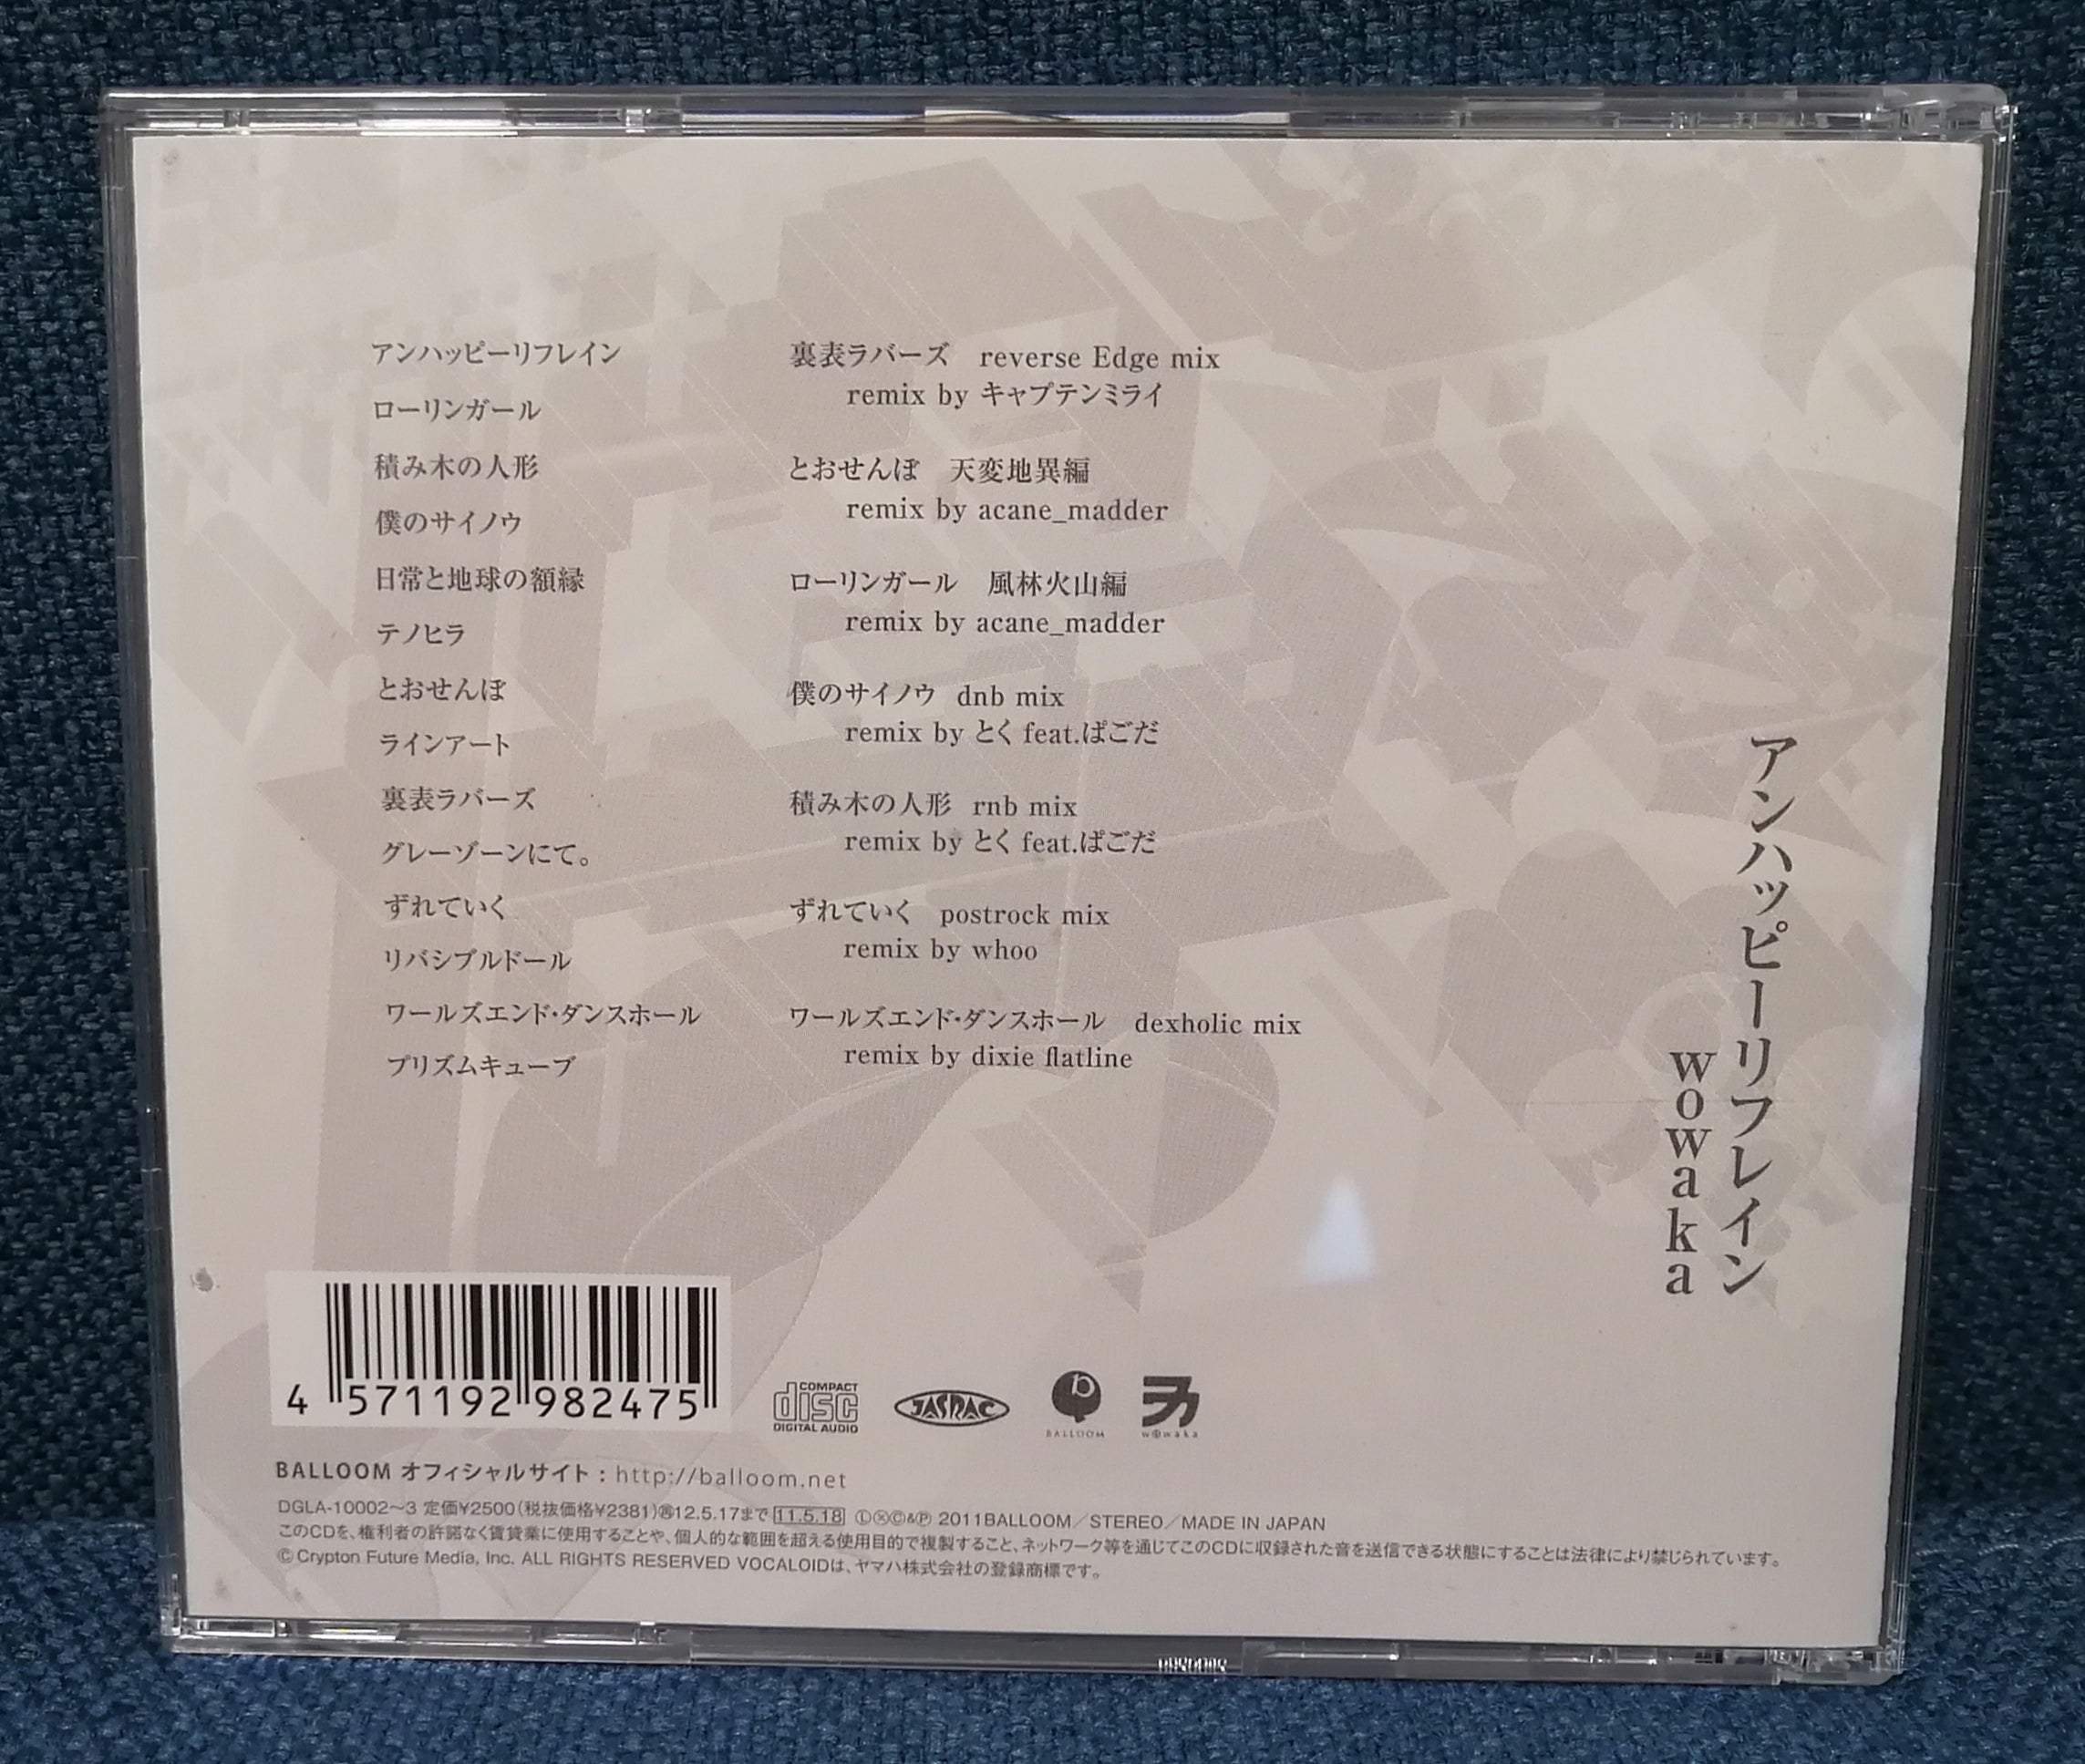 アンハッピーリフレイン
ローリンガール
積み木の人形
僕のサイノウ
日常と地球の額縁
テノヒラ
とおせんぼ
ラインアート
裏表ラバーズ
グレーゾーンにて。
ずれていく
リバシブルドール
ワールズエンド・ダンスホール
プリズムキューブ
裏表ラバーズ　reverse Edge mix
remix by キャプテンミライ
とおせんぼ　天変地異編
remix by acane_madder
ローリンガール　風林火山編
remix by acane_madder
僕のサイノウ　dnb mix
remix by とく feat.ぱごだ
積み木の人形　rnb mix
remix by とく feat.ぱごだ
ずれていく　postrock mix
remix by whoo
ワールズエンド・ダンスホール　dexholic mix
remix by dixie flatline
アンハッピーリフレイン
wowaka
4 571192 982475
COMPACT
disc
DIGITAL AUDIO
JASRAC
BALLOOM
wowaka
BALLOOM オフィシャルサイト : http://balloom.net
DGLA-10002〜3 定価¥2500(税抜価格¥2381)㊙12.5.17まで 11.5.18 ⓁⓍⒸ&Ⓟ 2011BALLOOM／STEREO／MADE IN JAPAN
このCDを、権利者の許諾なく賃貸業に使用することや、個人的な範囲を超える使用目的で複製すること、ネットワーク等を通じてこのCDに収録された音を送信できる状態にすることは法律により禁じられています。
© Crypton Future Media, Inc. ALL RIGHTS RESERVED VOCALOIDは、ヤマハ株式会社の登録商標です。